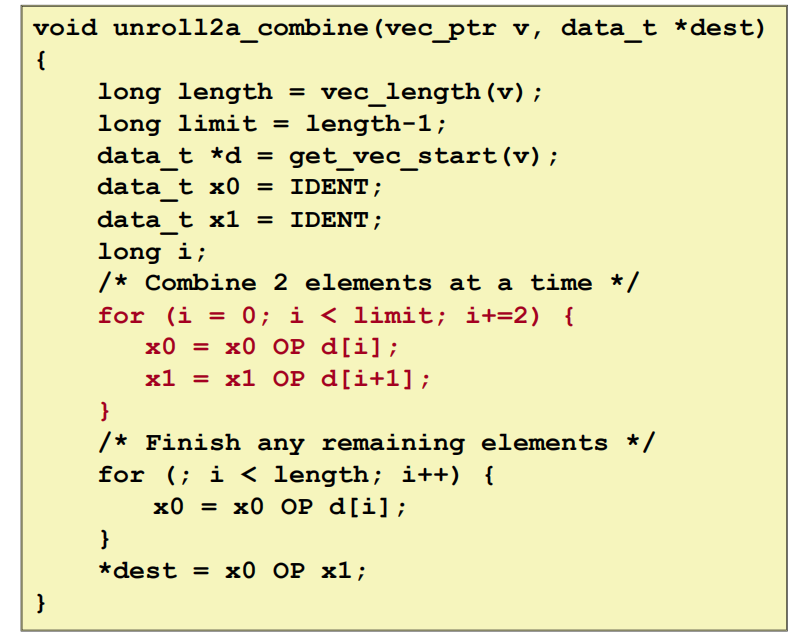 void unroll2a_combine(vec_ptr v, data_t *dest)
{
    long length = vec_length(v);
    long limit = length-1;
    data_t *d = get_vec_start(v);
    data_t x0 = IDENT;
    data_t x1 = IDENT;
    long i;
    /* Combine 2 elements at a time */
    for (i = 0; i < limit; i+=2) {
       x0 = x0 OP d[i];
       x1 = x1 OP d[i+1];
    }
    /* Finish any remaining elements */
    for (; i < length; i++) {
        x0 = x0 OP d[i];
    }
    *dest = x0 OP x1;
}